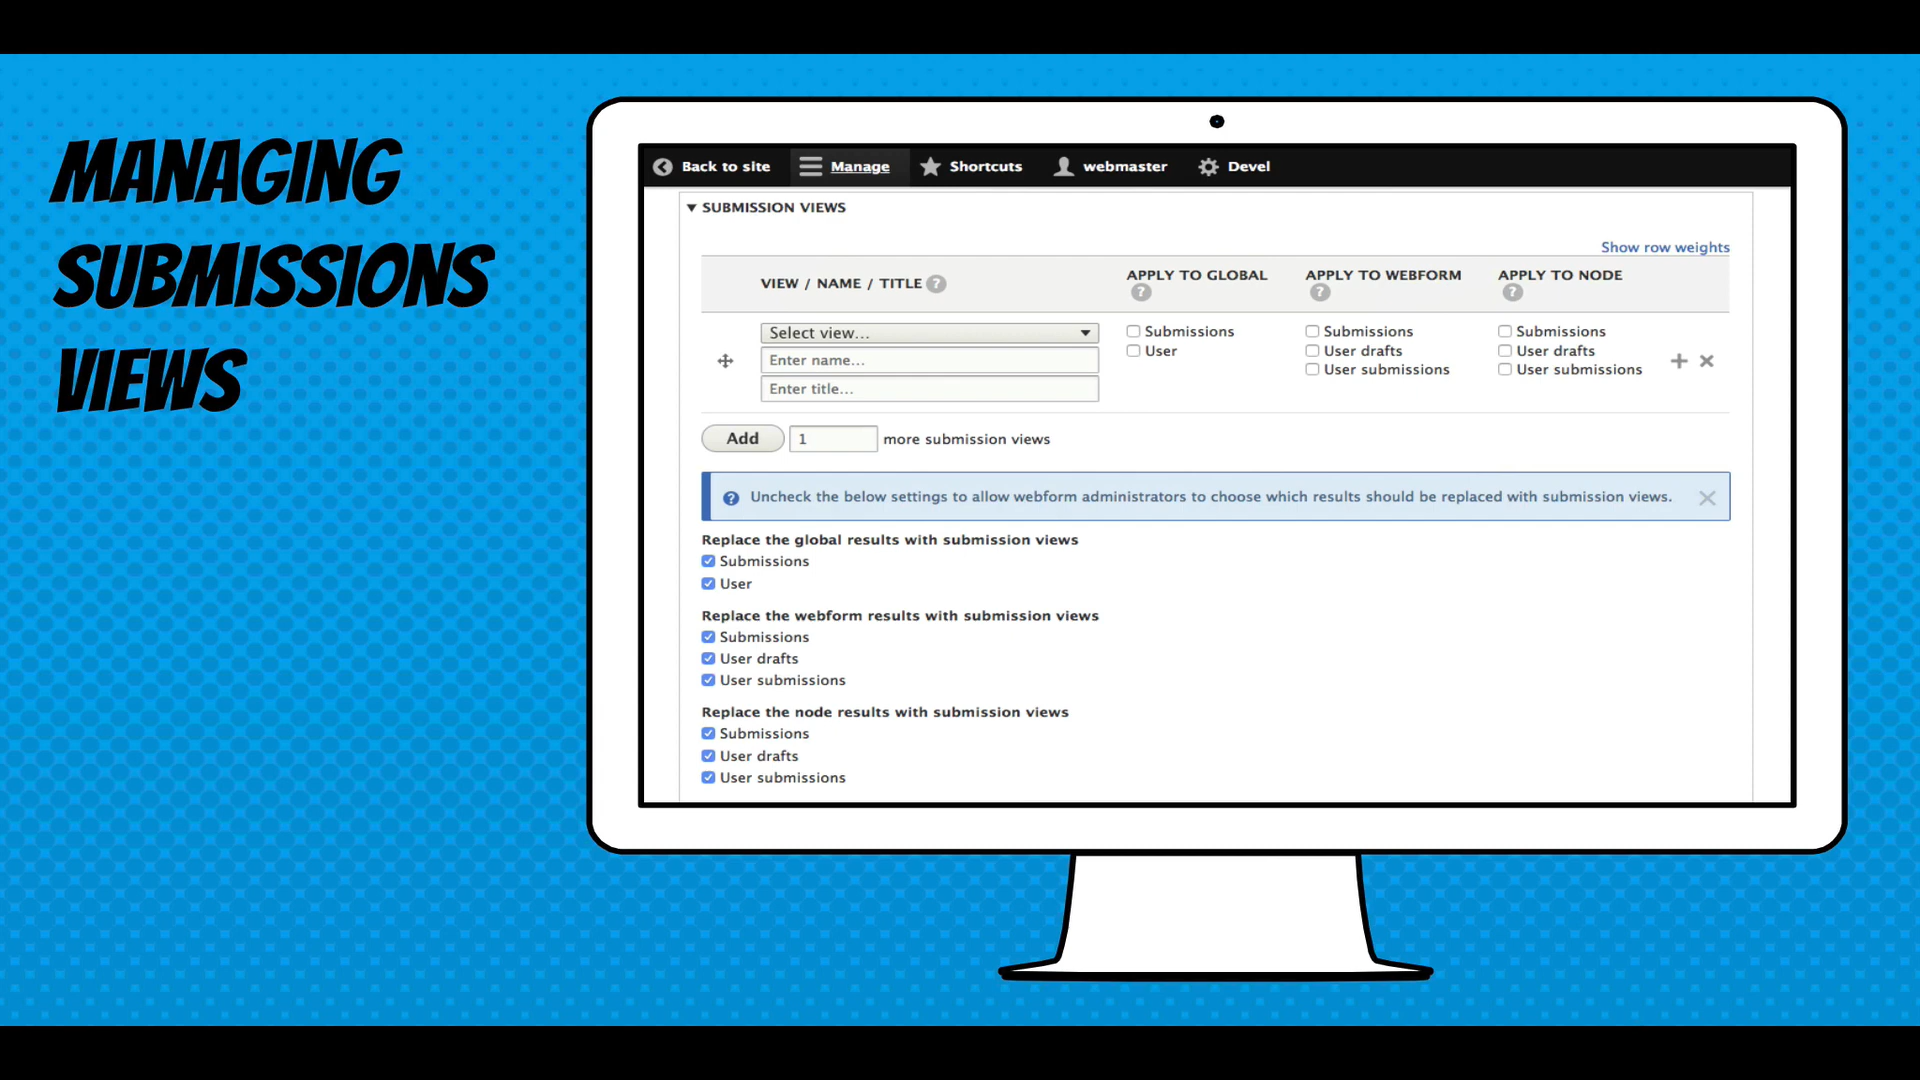 MANAGING
SUBMISSIONS
VIEWS
Back to site Manage Shortcuts webmaster Devel
SUBMISSION VIEWS
Show row weights
VIEW / NAME / TITLE ? APPLY TO GLOBAL ? APPLY TO WEBFORM ? APPLY TO NODE ?
Select view...
Enter name...
Enter title...
Submissions
User
Submissions
User drafts
User submissions
Submissions
User drafts
User submissions
Add 1 more submission views
? Uncheck the below settings to allow webform administrators to choose which results should be replaced with submission views.
Replace the global results with submission views
Submissions
User
Replace the webform results with submission views
Submissions
User drafts
User submissions
Replace the node results with submission views
Submissions
User drafts
User submissions